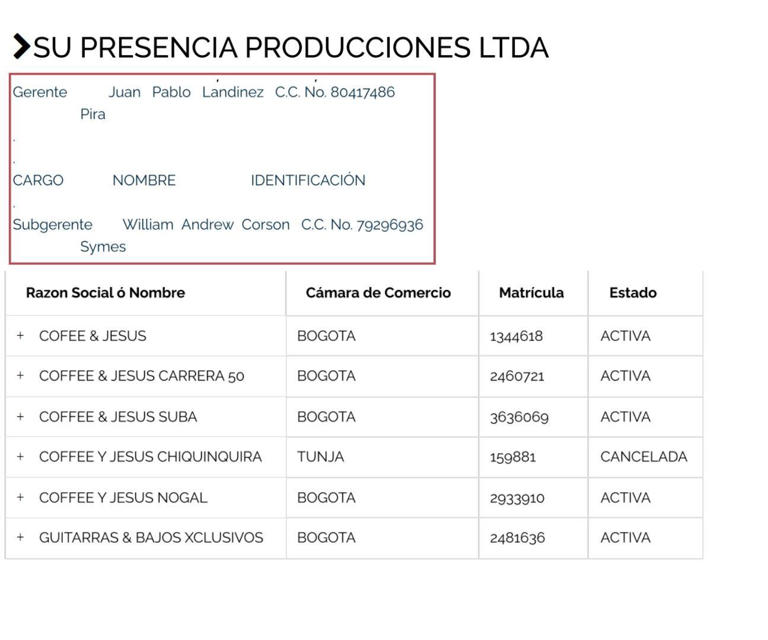 SU PRESENCIA PRODUCCIONES LTDA
Gerente Juan Pablo Landinez C.C. No. 80417486
Pira
.
.
CARGO NOMBRE IDENTIFICACIÓN
.
Subgerente William Andrew Corson C.C. No. 79296936
Symes
Razon Social ó Nombre Cámara de Comercio Matrícula Estado
+ COFEE & JESUS BOGOTA 1344618 ACTIVA
+ COFFEE & JESUS CARRERA 50 BOGOTA 2460721 ACTIVA
+ COFFEE & JESUS SUBA BOGOTA 3636069 ACTIVA
+ COFFEE Y JESUS CHIQUINQUIRA TUNJA 159881 CANCELADA
+ COFFEE Y JESUS NOGAL BOGOTA 2933910 ACTIVA
+ GUITARRAS & BAJOS XCLUSIVOS BOGOTA 2481636 ACTIVA